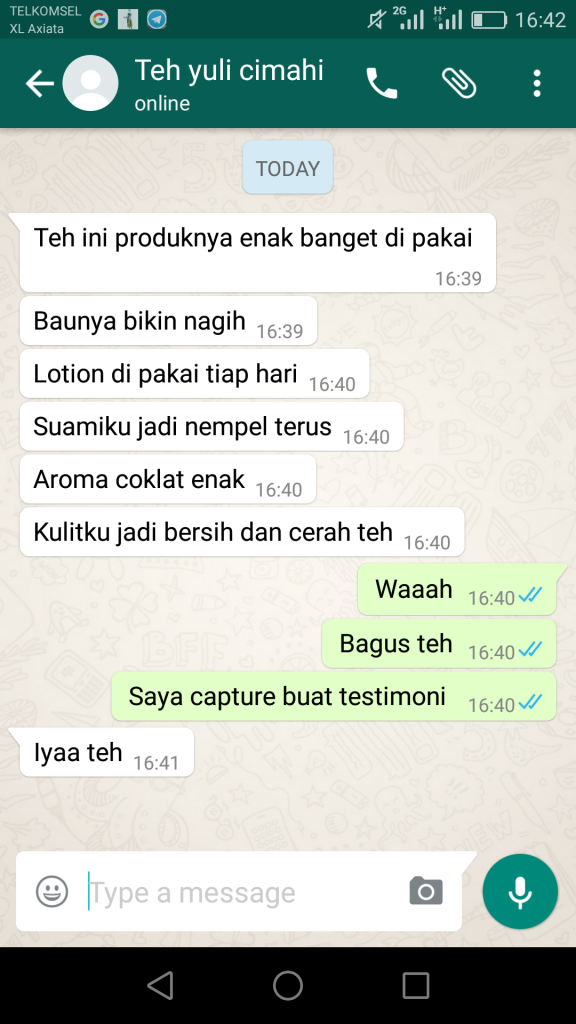 TELKOMSEL
XL Axiata
2G
H+
16:42
Teh yuli cimahi
online
TODAY
Teh ini produknya enak banget di pakai
16:39
Baunya bikin nagih 16:39
Lotion di pakai tiap hari 16:40
Suamiku jadi nempel terus 16:40
Aroma coklat enak 16:40
Kulitku jadi bersih dan cerah teh 16:40
Waaah 16:40
Bagus teh 16:40
Saya capture buat testimoni 16:40
Iyaa teh 16:41
Type a message